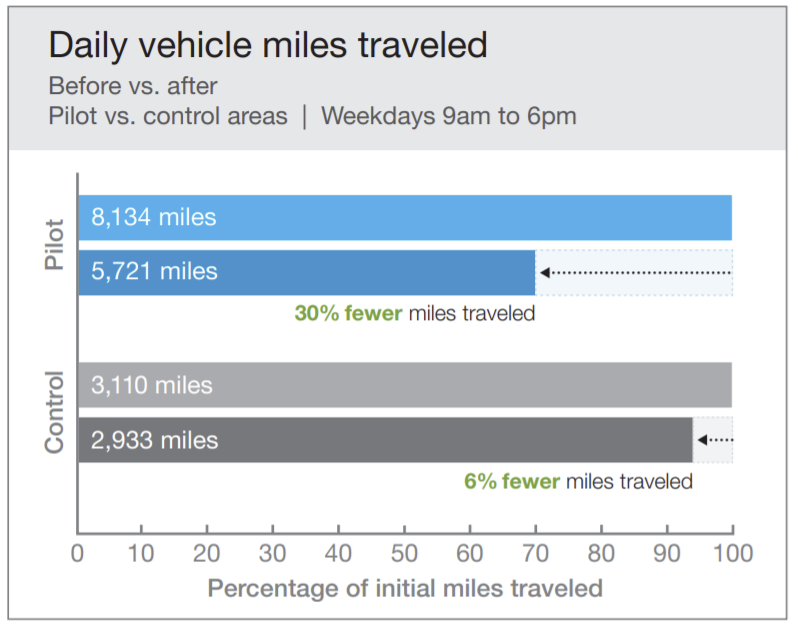 Daily vehicle miles traveled
Before vs. after
Pilot vs. control areas | Weekdays 9am to 6pm
Pilot
8,134 miles
5,721 miles
30% fewer miles traveled
Control
3,110 miles
2,933 miles
6% fewer miles traveled
0 10 20 30 40 50 60 70 80 90 100
Percentage of initial miles traveled